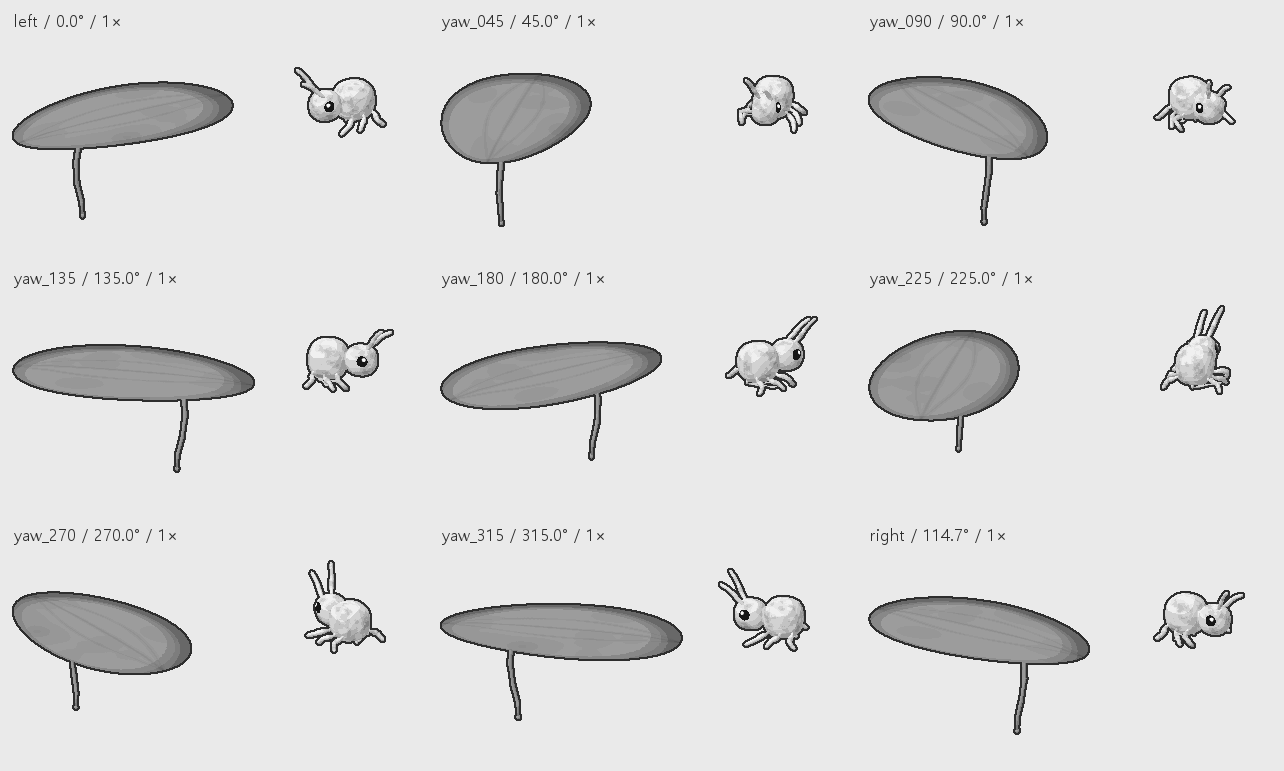 left / 0.0° / 1×
yaw_045 / 45.0° / 1×
yaw_090 / 90.0° / 1×
yaw_135 / 135.0° / 1×
yaw_180 / 180.0° / 1×
yaw_225 / 225.0° / 1×
yaw_270 / 270.0° / 1×
yaw_315 / 315.0° / 1×
right / 114.7° / 1×